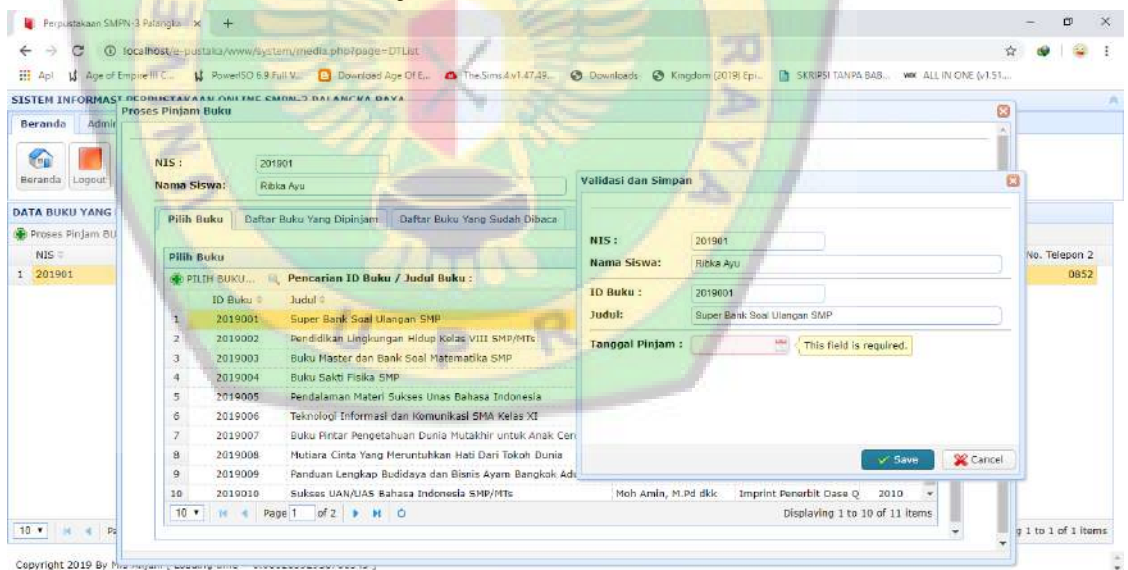 Perpustakaan SMPN-3 Palangka
localhost/e-pustaka/www/system/media.php?page=DTList
Apl
Age of Empire III C...
PowerISO 6.9 Full V...
Download Age Of E...
The.Sims.4.v1.47.49...
Downloads
Kingdom (2019) Epi...
SKRIPSI TANPA BAB...
ALL IN ONE (v1.51....
SISTEM INFORMASI PERPUSTAKAAN ONLINE PALANGKA RAYA
Beranda
Proses Pinjam Buku
Beranda
Logout
NIS :
201901
Nama Siswa:
Ribka Ayu
DATA BUKU YANG
Proses Pinjam
NIS
No. Telepon 2
1 201901
0852
Pilih Buku
Daftar Buku Yang Dipinjam
Daftar Buku Yang Sudah Dibaca
Pilih Buku
PILIH BUKU...
Pencarian ID Buku / Judul Buku :
ID Buku
Judul
1 2019001 Super Bank Soal Ulangan SMP
2 2019002 Pendidikan Lingkungan Hidup Kelas VIII SMP/MTs
3 2019003 Buku Master dan Bank Soal Matematika SMP
4 2019004 Buku Sakti Fisika SMP
5 2019005 Pendalaman Materi Sukses Unas Bahasa Indonesia
6 2019006 Teknologi Informasi dan Komunikasi SMA Kelas XI
7 2019007 Buku Pintar Pengetahuan Dunia Mutakhir untuk Anak
8 2019008 Mutiara Cinta Yang Meruntuhkan Hati Dari Tokoh Dunia
9 2019009 Panduan Lengkap Budidaya dan Bisnis Ayam Bangkok
10 2019010 Sukses UAN/UAS Bahasa Indonesia SMP/MTs Moh Amin, M.Pd dkk Imprint Penerbit Dase Q 2010
10
Page 1 of 2
Displaying 1 to 10 of 11 items
Validasi dan Simpan
NIS :
201901
Nama Siswa:
Ribka Ayu
ID Buku :
2019001
Judul:
Super Bank Soal Ulangan SMP
Tanggal Pinjam :
This field is required.
Save
Cancel
10
1 to 1 of 1 items
Copyright 2019 By